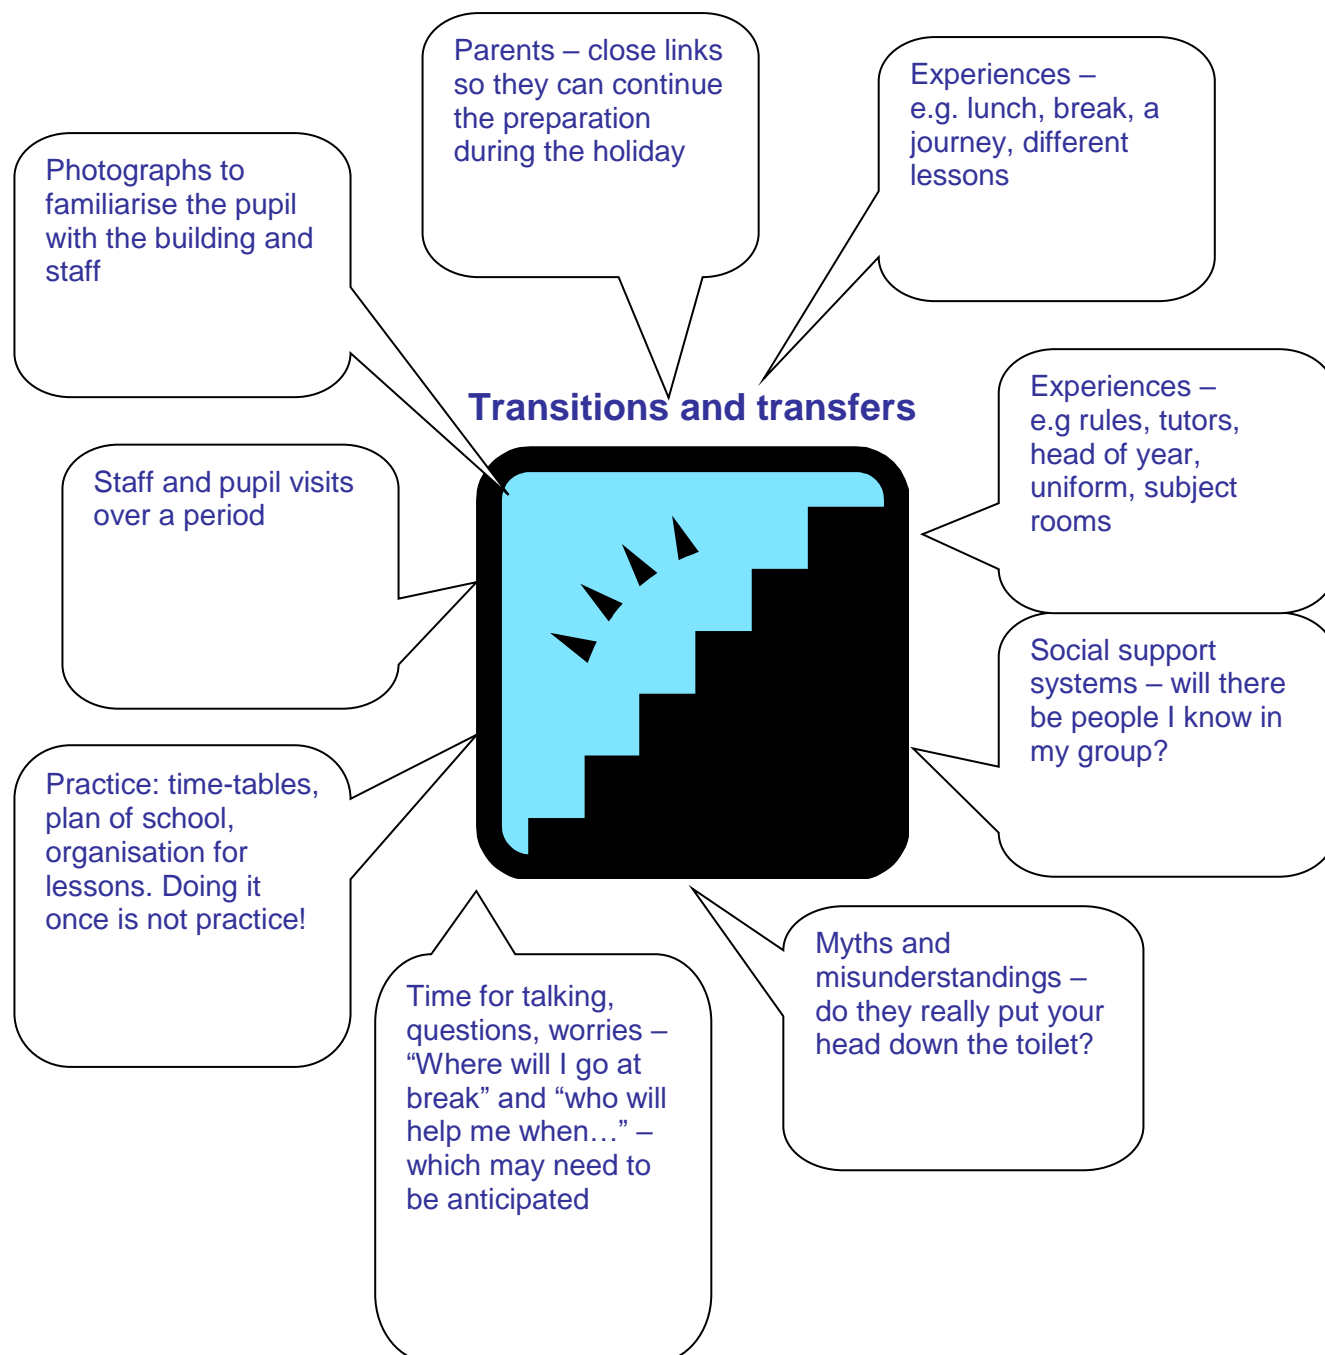 Parents – close links
so they can continue
the preparation
during the holiday
Experiences –
e.g. lunch, break, a
journey, different
lessons
Photographs to
familiarise the pupil
with the building and
staff
Transitions and transfers
Experiences –
e.g rules, tutors,
head of year,
uniform, subject
rooms
Staff and pupil visits
over a period
Social support
systems – will there
be people I know in
my group?
Practice: time-tables,
plan of school,
organisation for
lessons. Doing it
once is not practice!
Myths and
misunderstandings –
do they really put your
head down the toilet?
Time for talking,
questions, worries –
“Where will I go at
break” and “who will
help me when…” –
which may need to
be anticipated